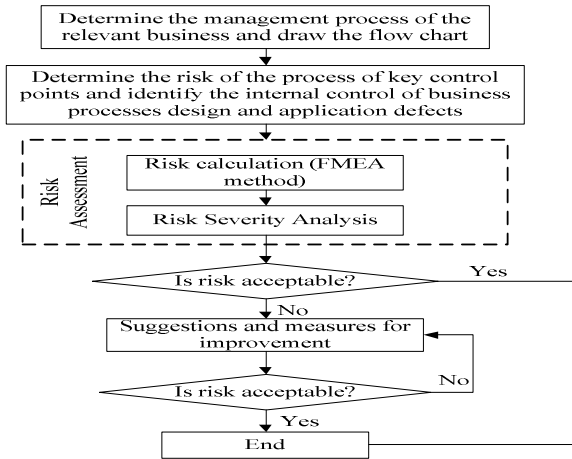 Determine the management process of the
relevant business and draw the flow chart
Determine the risk of the process of key control
points and identify the internal control of business
processes design and application defects
Risk
Assessment
Risk calculation (FMEA
method)
Risk Severity Analysis
Is risk acceptable?
Yes
No
Suggestions and measures for
improvement
Is risk acceptable?
No
Yes
End